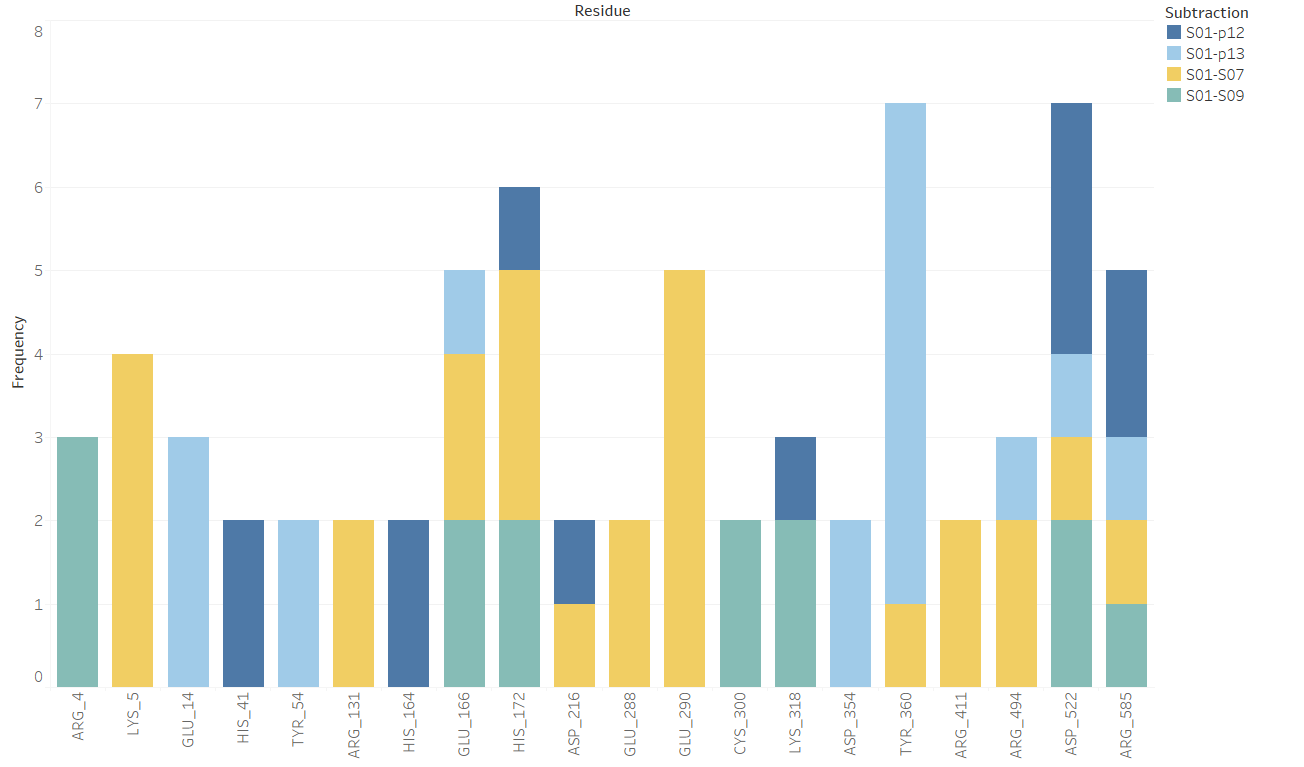 Residue
Subtraction
S01-p12
S01-p13
S01-S07
S01-S09
Frequency
8
7
6
5
4
3
2
1
0
ARG_4
LYS_5
GLU_14
HIS_41
TYR_54
ARG_131
HIS_164
GLU_166
HIS_172
ASP_216
GLU_288
GLU_290
CYS_300
LYS_318
ASP_354
TYR_360
ARG_411
ARG_494
ASP_522
ARG_585